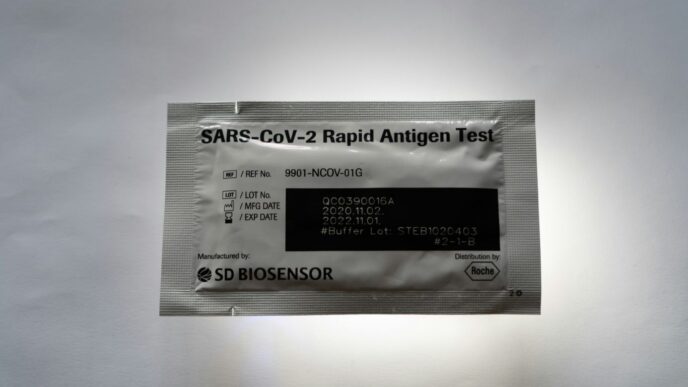 SARS-CoV-2 Rapid Antigen Test
REF / REF No. 9901-NCOV-01G
LOT / LOT No. QCO390016A
/ MFG DATE 2020.11.02.
/ EXP DATE 2022.11.01.
#Buffer Lot: STEB1020403
#2-1-B
Manufactured by:
SD BIOSENSOR
Distribution by:
Roche